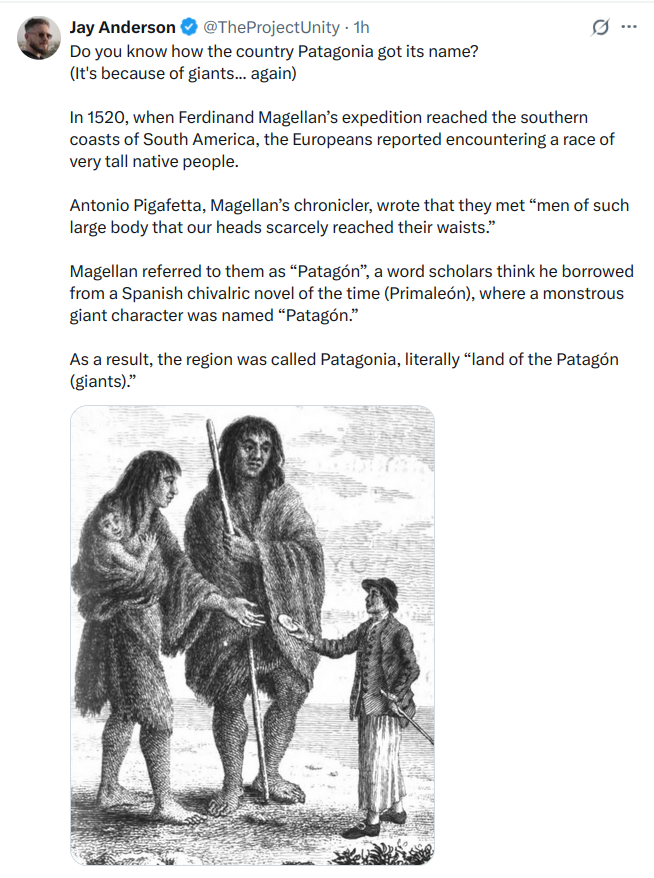 Jay Anderson @TheProjectUnity · 1h
Do you know how the country Patagonia got its name?
(It's because of giants... again)
In 1520, when Ferdinand Magellan’s expedition reached the southern
coasts of South America, the Europeans reported encountering a race of
very tall native people.
Antonio Pigafetta, Magellan’s chronicler, wrote that they met “men of such
large body that our heads scarcely reached their waists.”
Magellan referred to them as “Patagón”, a word scholars think he borrowed
from a Spanish chivalric novel of the time (Primaleón), where a monstrous
giant character was named “Patagón.”
As a result, the region was called Patagonia, literally “land of the Patagón
(giants).”